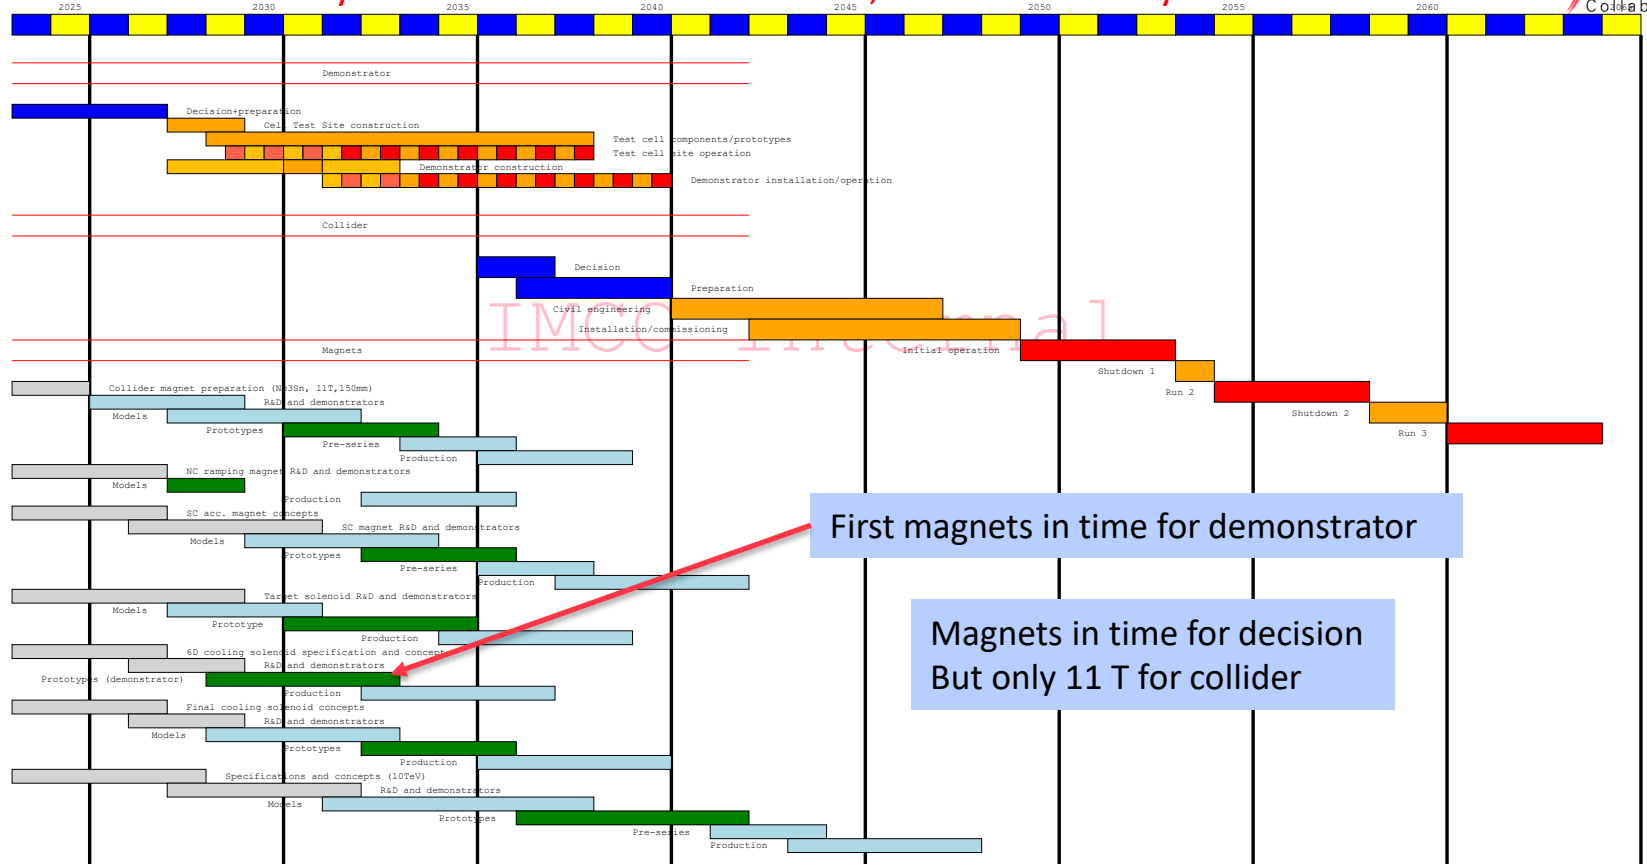 2025 2030 2035 2040 2045 2050 2055 2060
Collab
Demonstrator
Decision+preparation
Cell Test Site construction
Test cell components/prototypes
Test cell site operation
Demonstrator construction
Demonstrator installation/operation
Collider
Decision
Preparation
Civil engineering
IMCC Internal
Installation/commissioning
Magnets
Initial operation
Shutdown 1
Collider magnet preparation (Nb3Sn, 11T,150mm)
Run 2
R&D and demonstrators
Models
Shutdown 2
Prototypes
Run 3
Pre-series
Production
NC ramping magnet R&D and demonstrators
Models
Production
SC acc. magnet concepts
SC magnet R&D and demonstrators
First magnets in time for demonstrator
Models
Prototypes
Pre-series
Production
Target solenoid R&D and demonstrators
Models
Prototype
Magnets in time for decision
But only 11 T for collider
Production
6D cooling solenoid specification and concept
R&D and demonstrators
Prototypes (demonstrator)
Production
Final cooling solenoid concepts
R&D and demonstrators
Models
Prototypes
Production
Specifications and concepts (10TeV)
R&D and demonstrators
Models
Prototypes
Pre-series
Production